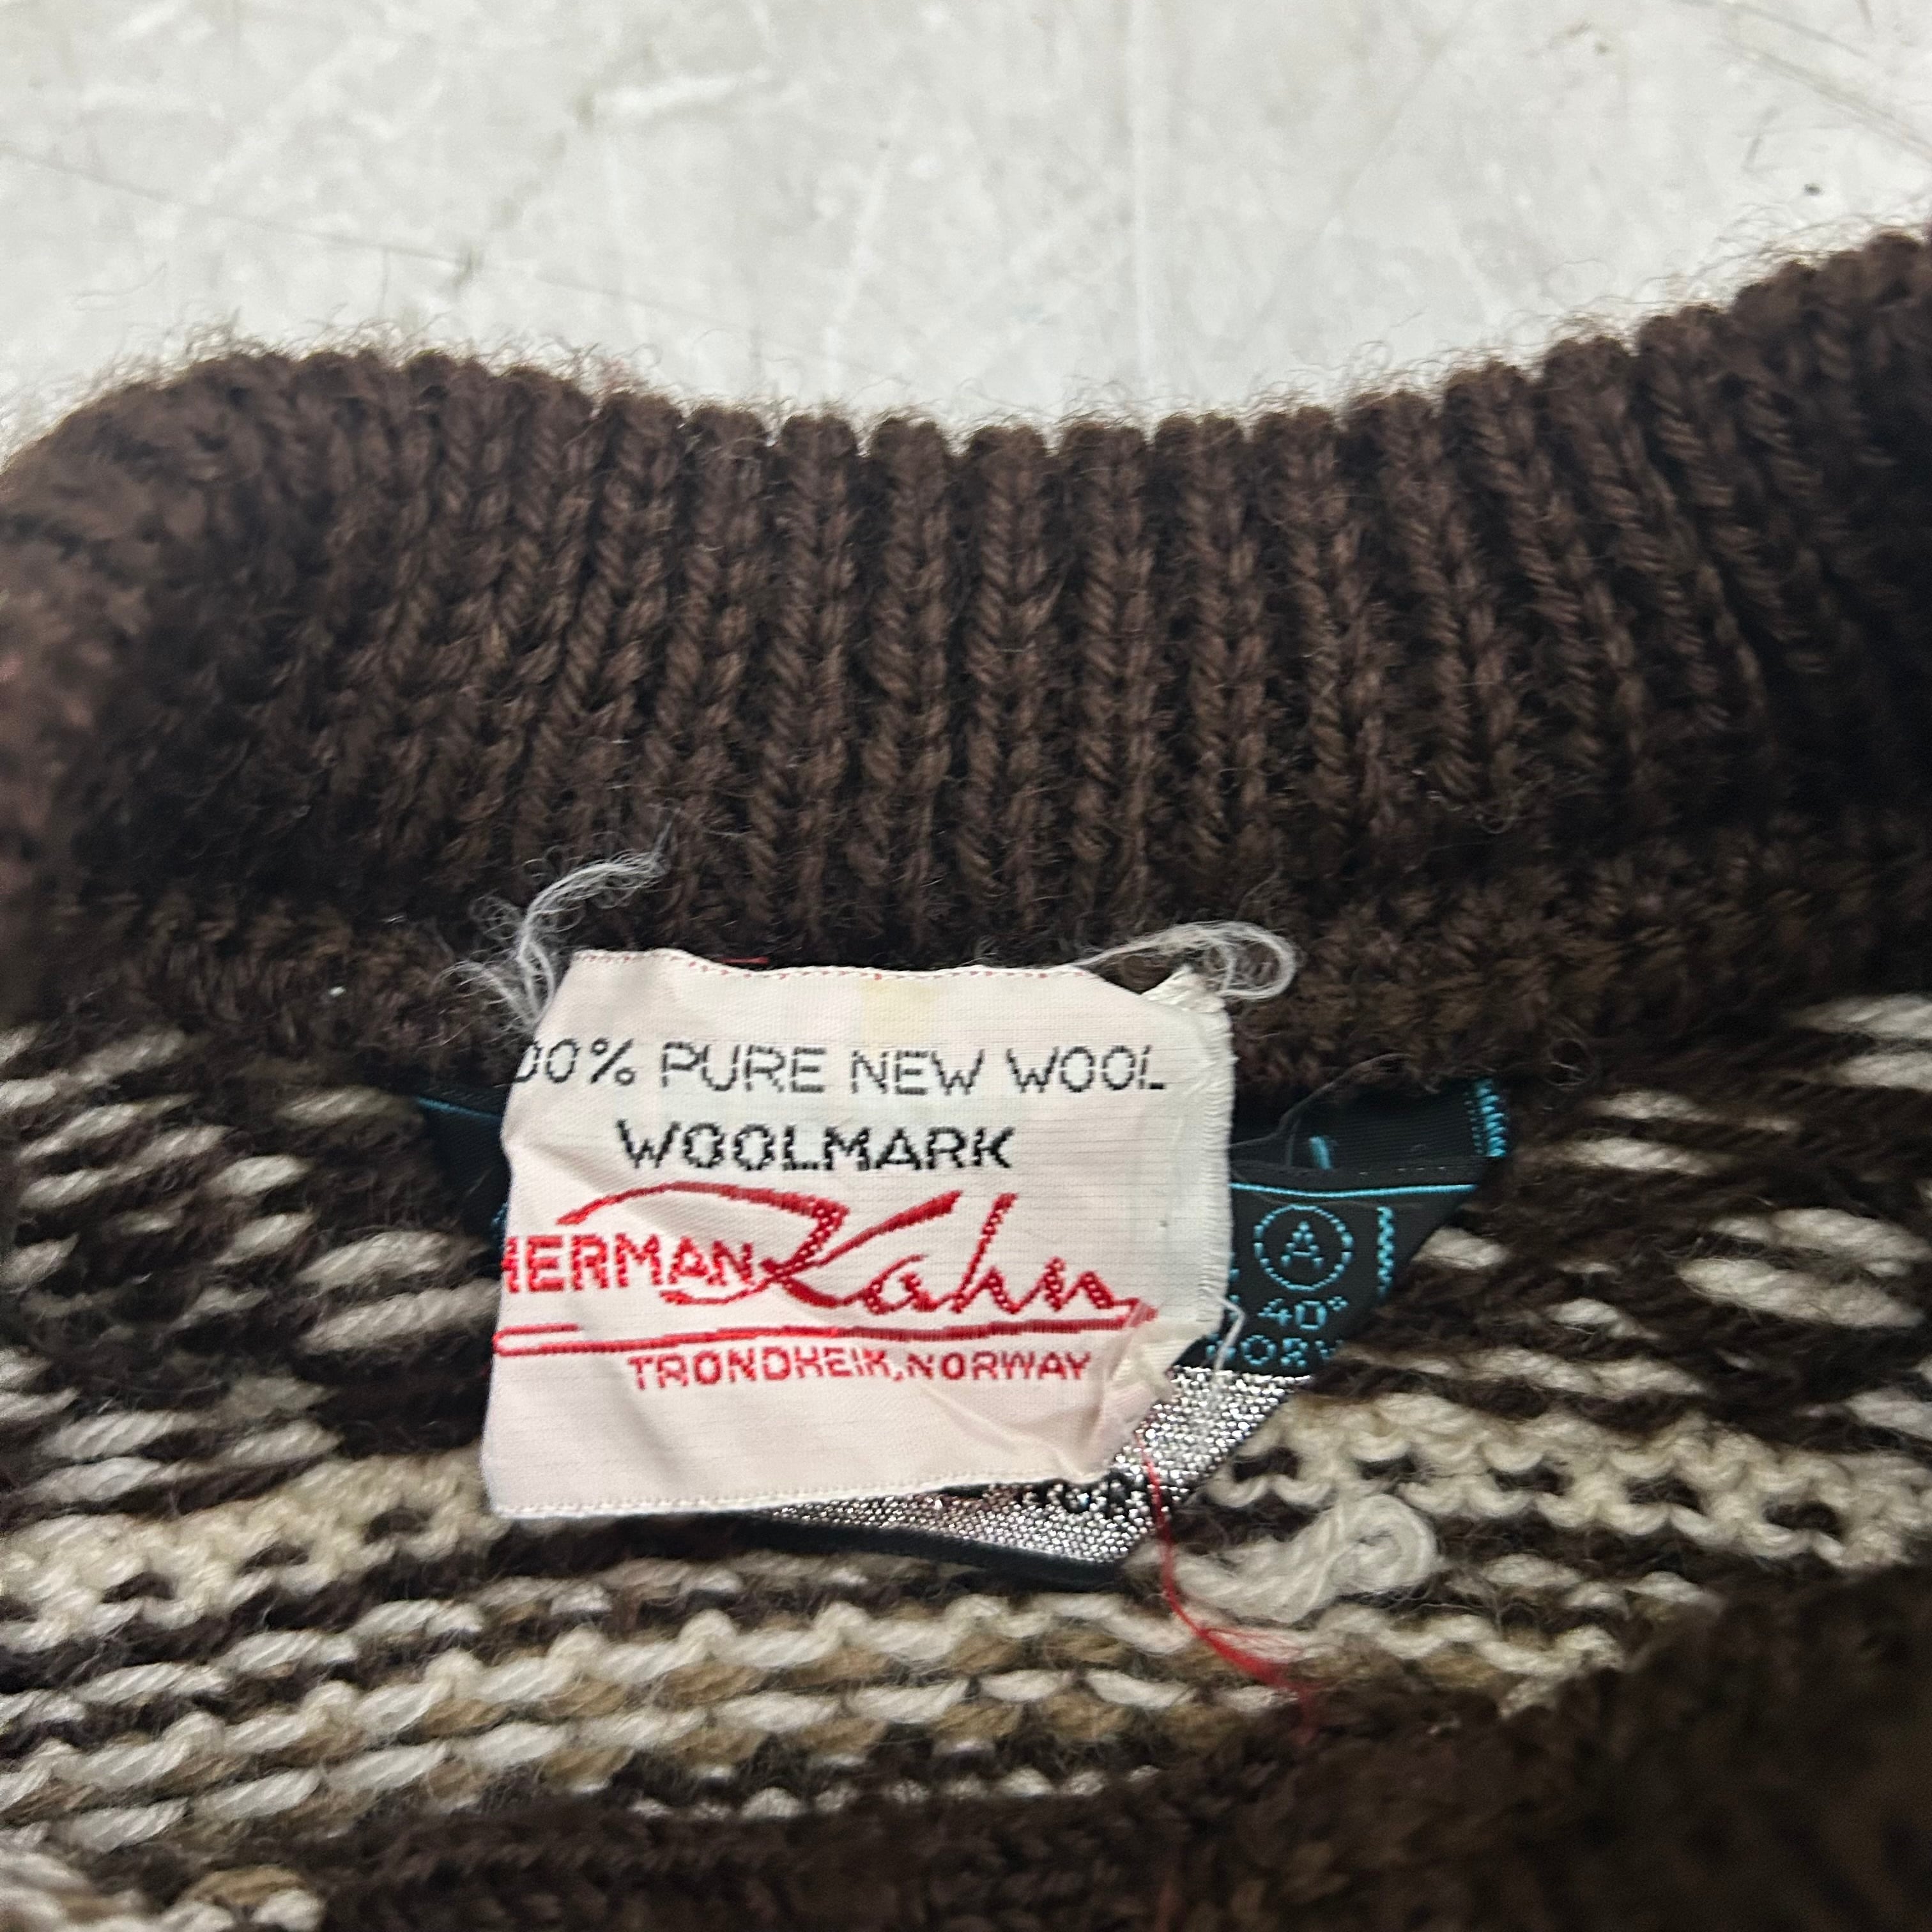 00% PURE NEW WOOL
WOOLMARK
HERMAN Kahn
TRONDHEIM, NORWAY
A
40°